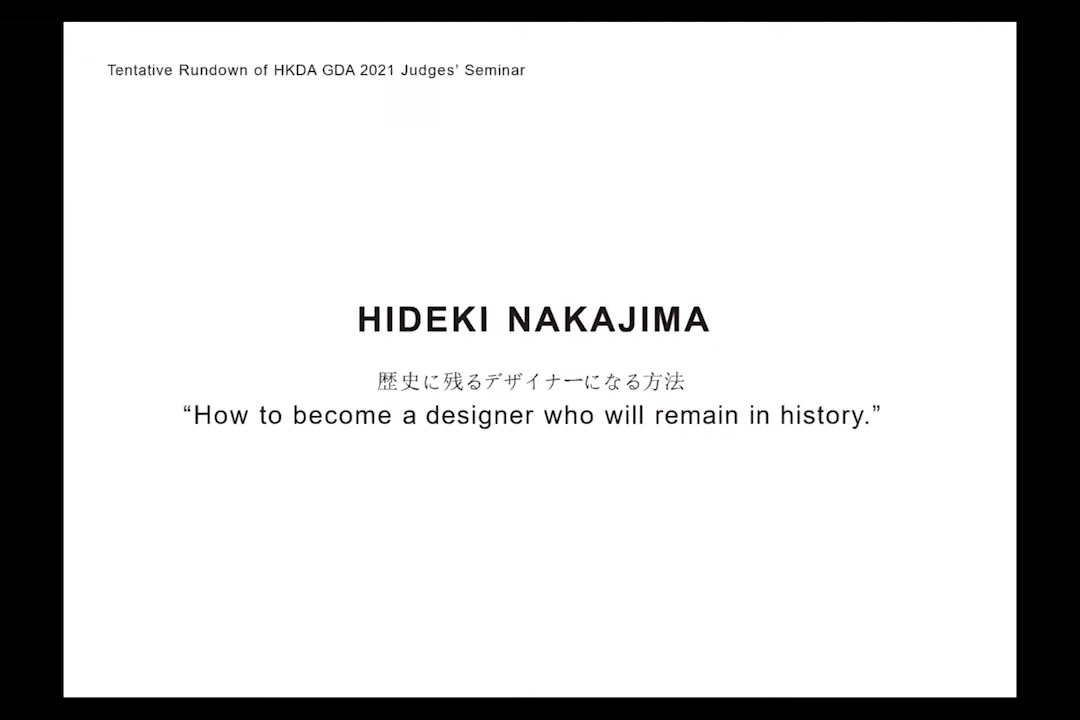 Tentative Rundown of HKDA GDA 2021 Judges' Seminar
HIDEKI NAKAJIMA
歴史に残るデザイナーになる方法
“How to become a designer who will remain in history.”